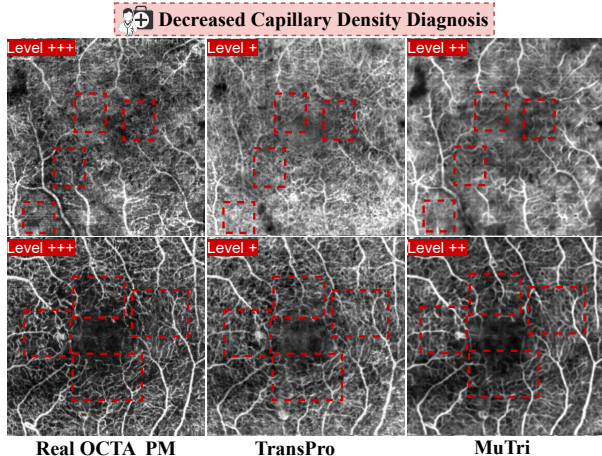 Decreased Capillary Density Diagnosis
Level +++ Level + Level ++
Level +++ Level + Level ++
Real OCTA PM TransPro MuTri